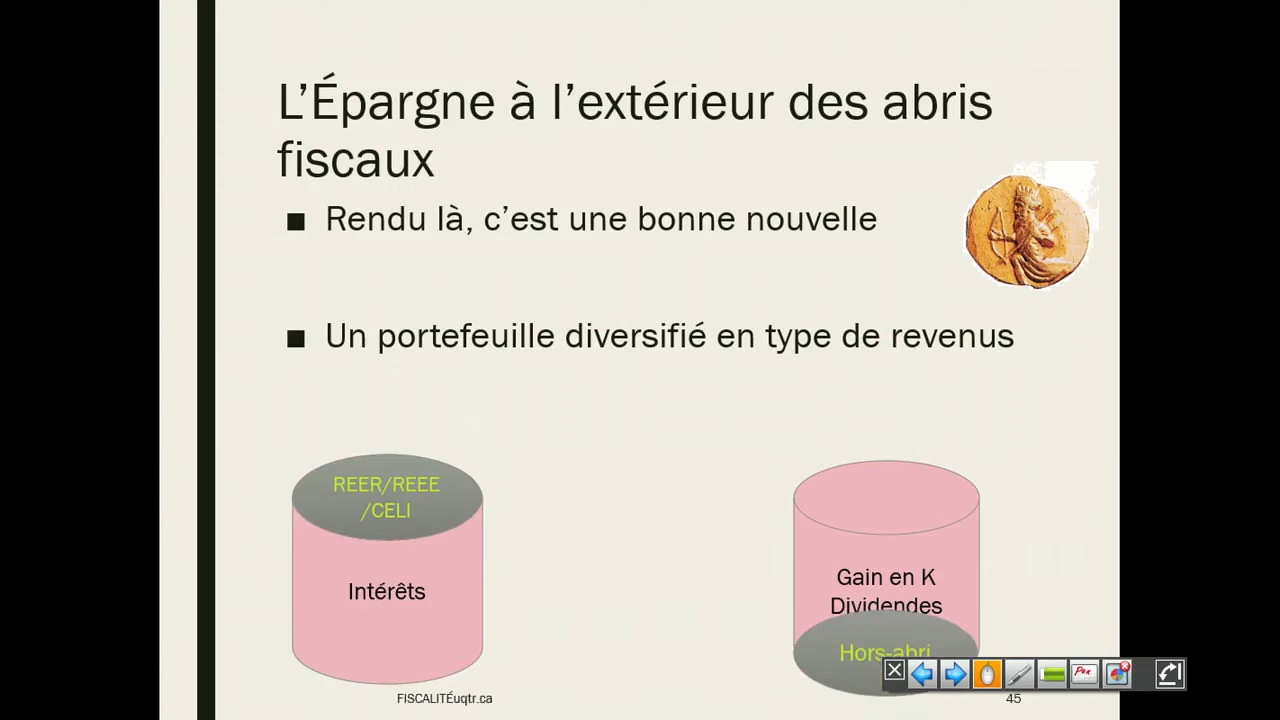 L’Épargne à l’extérieur des abris
fiscaux
■ Rendu là, c’est une bonne nouvelle
■ Un portefeuille diversifié en type de revenus
REER/REEE
/CELI
Intérêts
Gain en K
Dividendes
Hors-abri
FISCALITÉuqtr.ca
45
Pen